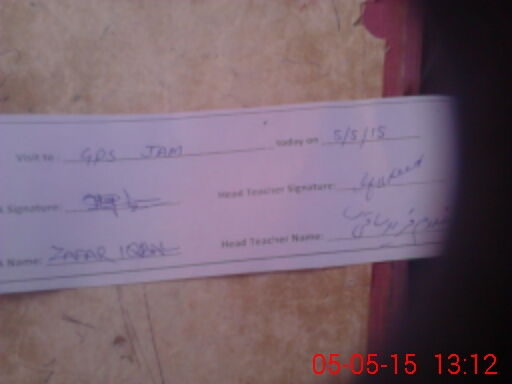 Visit to: GPS JAM today on 5/5/15
Signature: Head Teacher Signature:
Name: ZAFAR IQBAL Head Teacher Name:
05-05-15 13:12